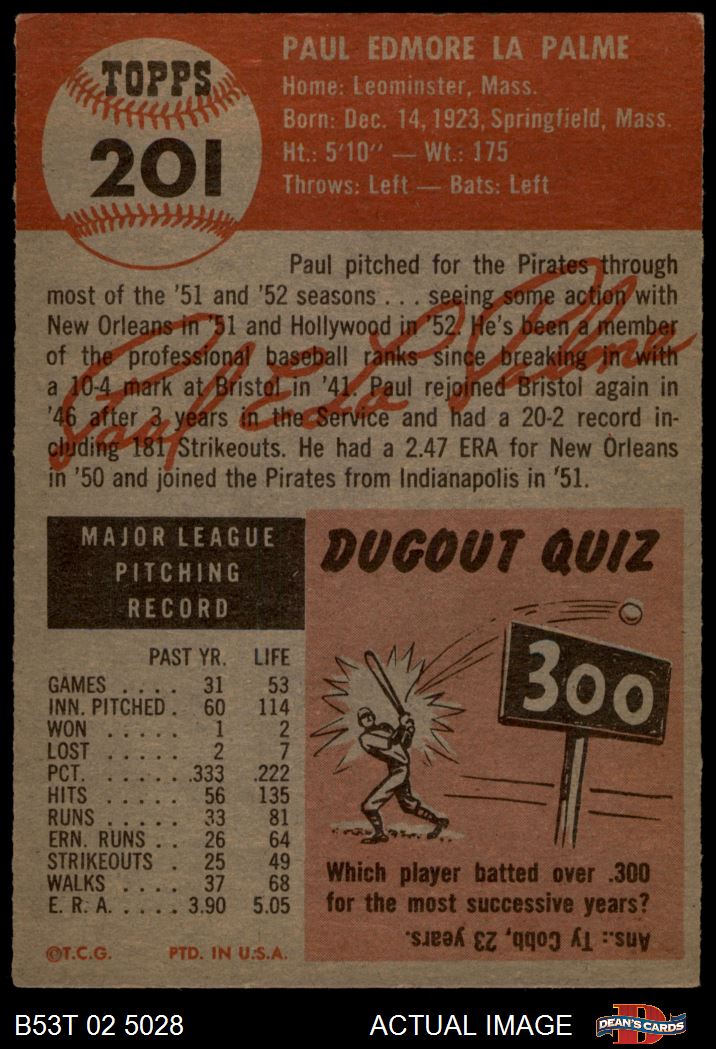 TOPPS
201
PAUL EDMORE LA PALME
Home: Leominster, Mass.
Born: Dec. 14, 1923, Springfield, Mass.
Ht.: 5'10" — Wt.: 175
Throws: Left — Bats: Left
Paul pitched for the Pirates through
most of the '51 and '52 seasons . . . seeing some action with
New Orleans in '51 and Hollywood in '52. He's been a member
of the professional baseball ranks since breaking in with
a 10-4 mark at Bristol in '41. Paul rejoined Bristol again in
'46 after 3 years in the Service and had a 20-2 record in-
cluding 181 Strikeouts. He had a 2.47 ERA for New Orleans
in '50 and joined the Pirates from Indianapolis in '51.
Paul E. La Palme
MAJOR LEAGUE
PITCHING
RECORD
PAST YR. LIFE
GAMES . . . . 31 53
INN. PITCHED . 60 114
WON . . . . . 1 2
LOST . . . . . 2 7
PCT. . . . . . .333 .222
HITS . . . . . 56 135
RUNS . . . . . 33 81
ERN. RUNS . . 26 64
STRIKEOUTS . 25 49
WALKS . . . . 37 68
E. R. A. . . . . 3.90 5.05
©T.C.G. PTD. IN U.S.A.
DUGOUT QUIZ
300
Which player batted over .300
for the most successive years?
Ans.: Ty Cobb, 23 years.
B53T 02 5028
ACTUAL IMAGE
D
DEAN'S CARDS